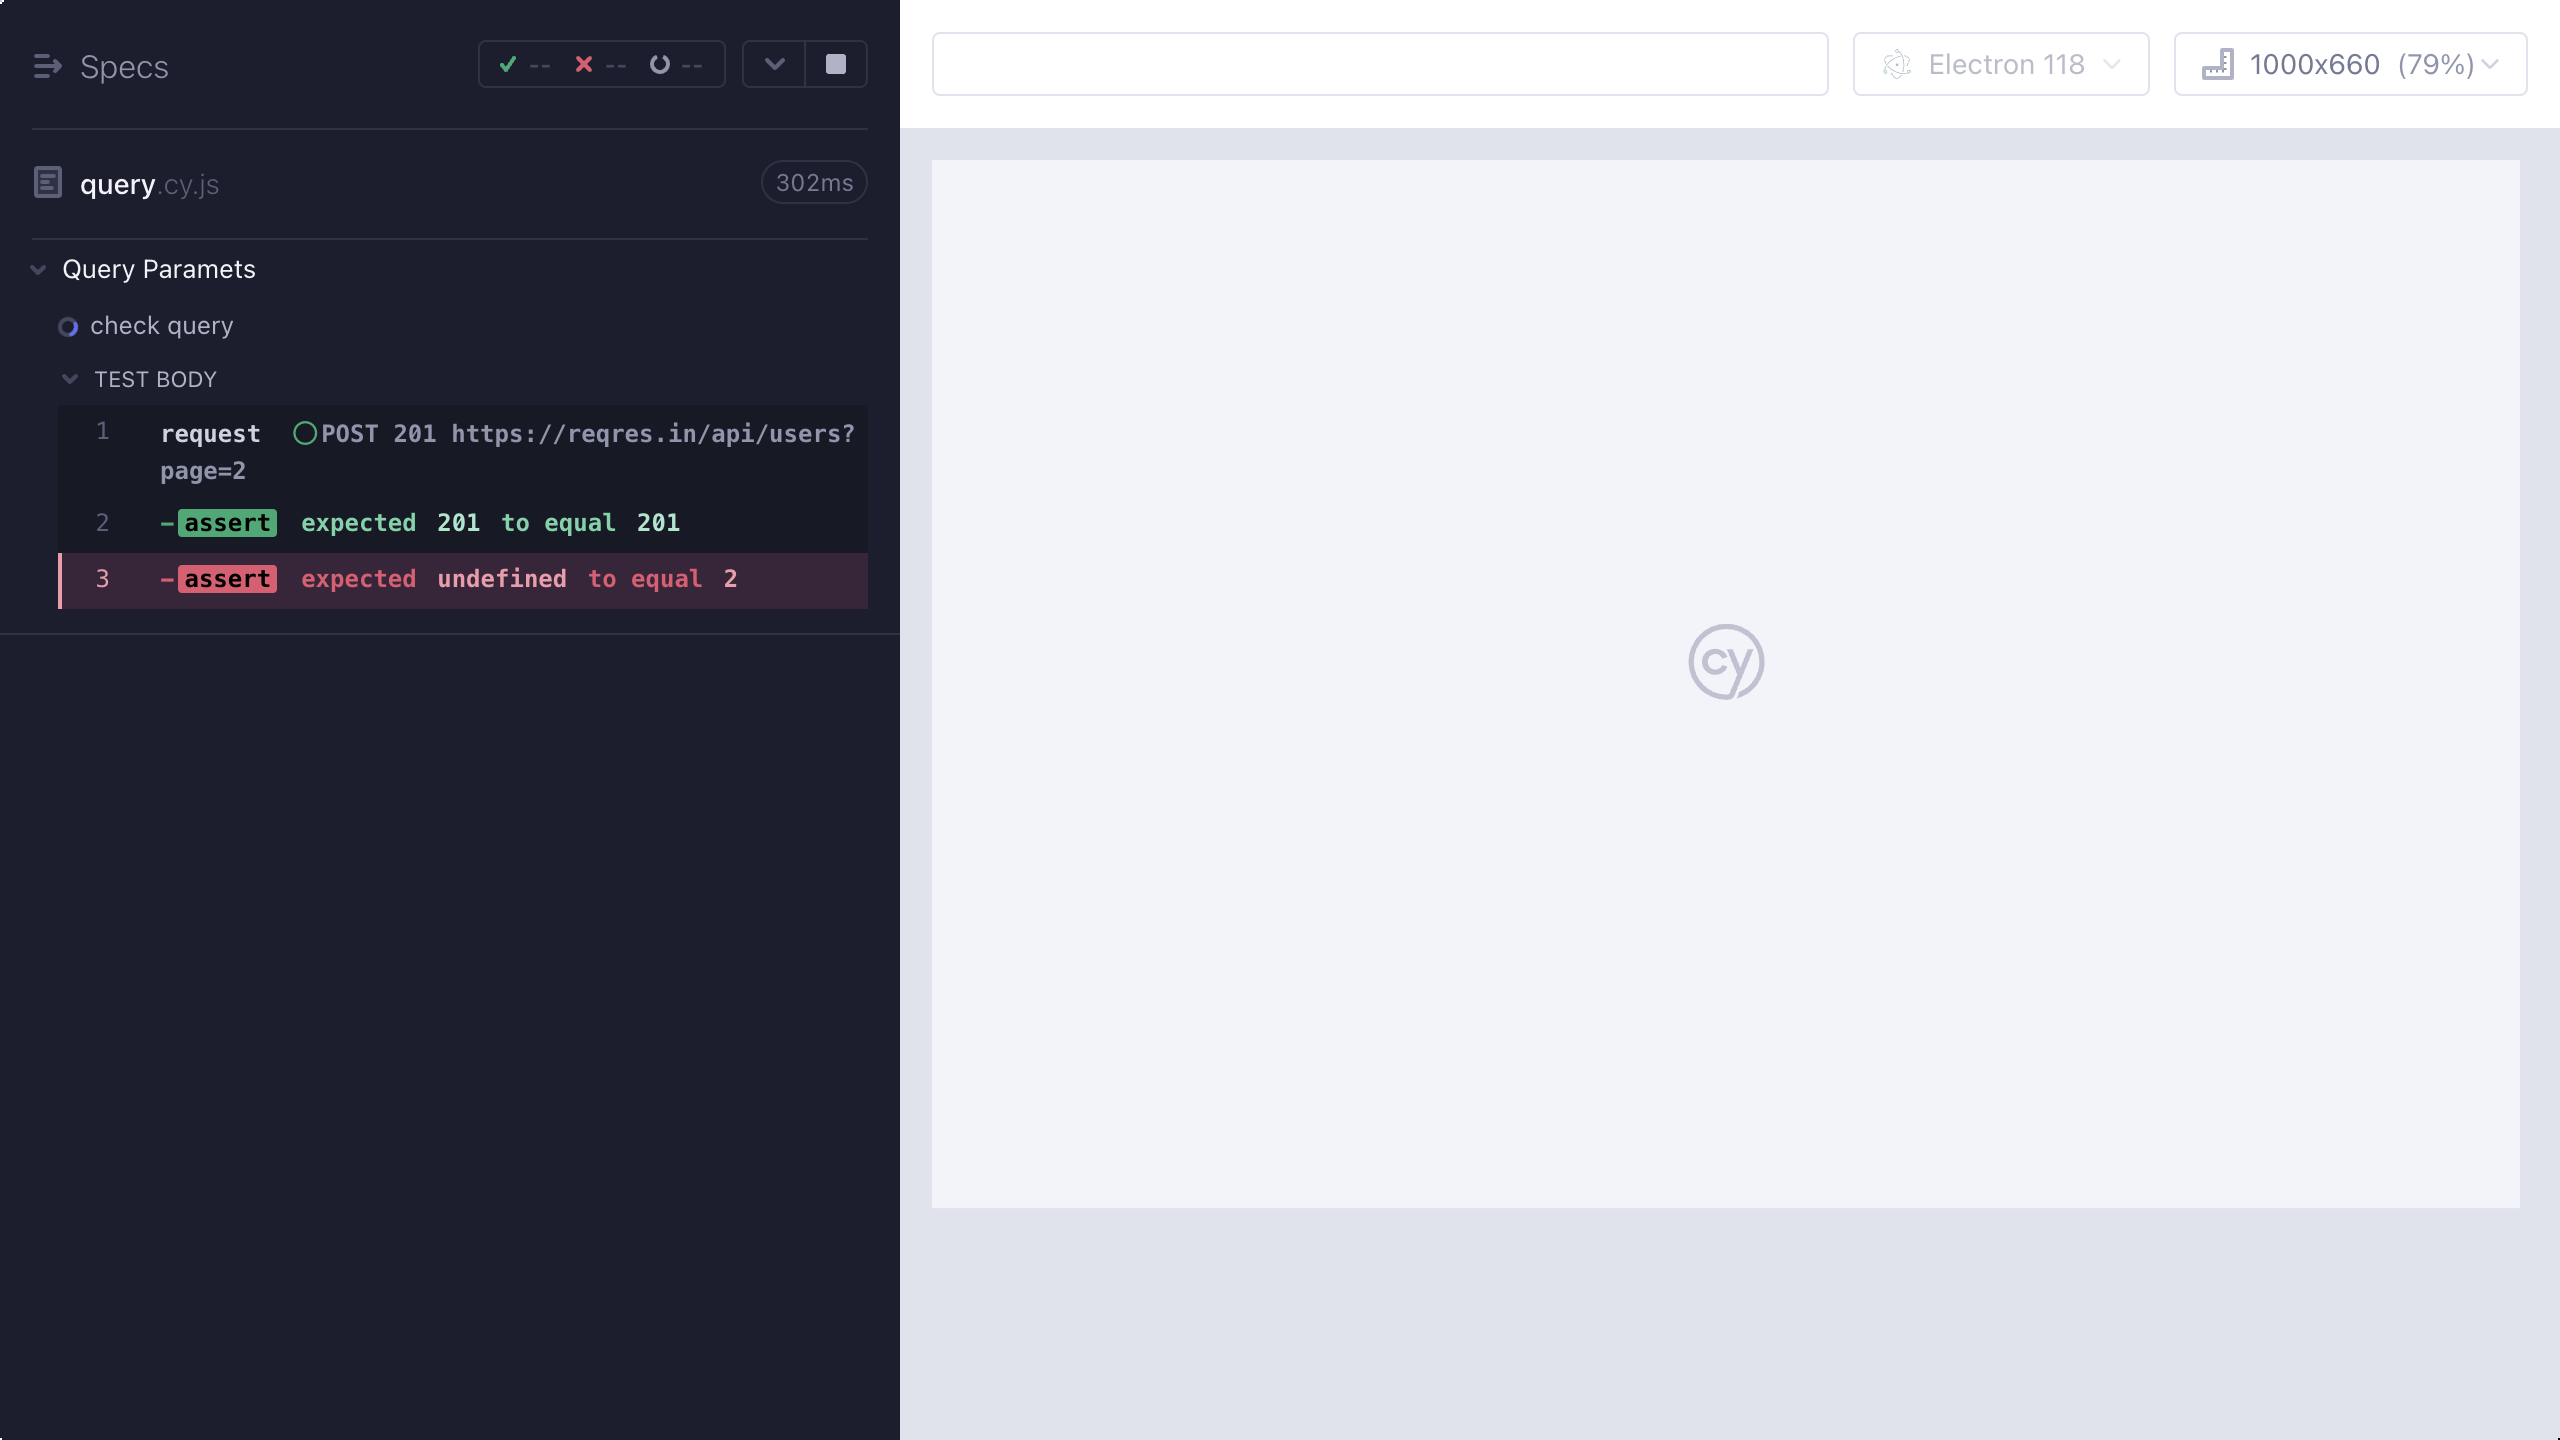 Specs
-- -- --
query.cy.js
302ms
Query Paramets
check query
TEST BODY
1 request POST 201 https://reqres.in/api/users?
page=2
2 -assert expected 201 to equal 201
3 -assert expected undefined to equal 2
Electron 118
1000x660 (79%)
cy